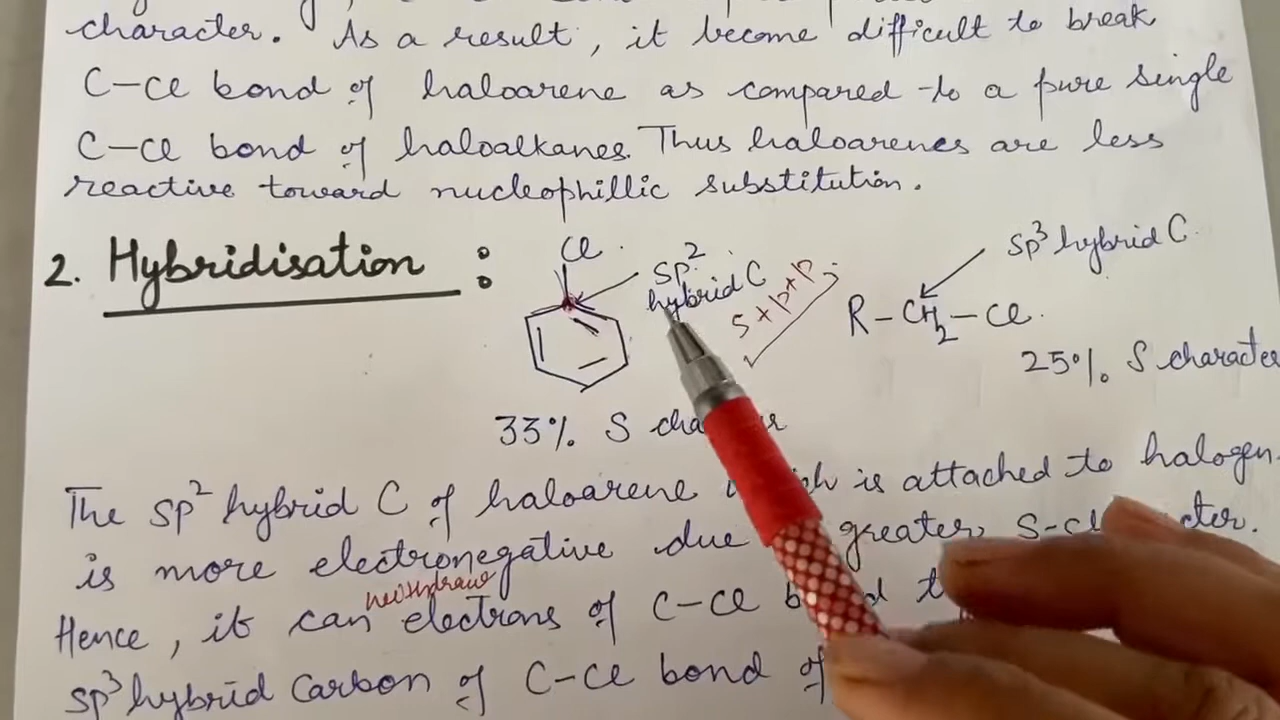 character. As a result, it become difficult to break
C-Cl bond of haloarene as compared to a pure single
C-Cl bond of haloalkanes. Thus haloarenes are less
reactive toward nucleophillic substitution.
2. Hybridisation :
Cl
sp² hybrid C
s+p+p
sp³ hybrid C
R-CH₂-Cl
33% S
25% S character
The sp² hybrid C of haloarene is attached to halogen
is more electronegative due greater
Hence, it can withdraw electrons of C-Cl
sp³ hybrid Carbon of C-Cl bond of